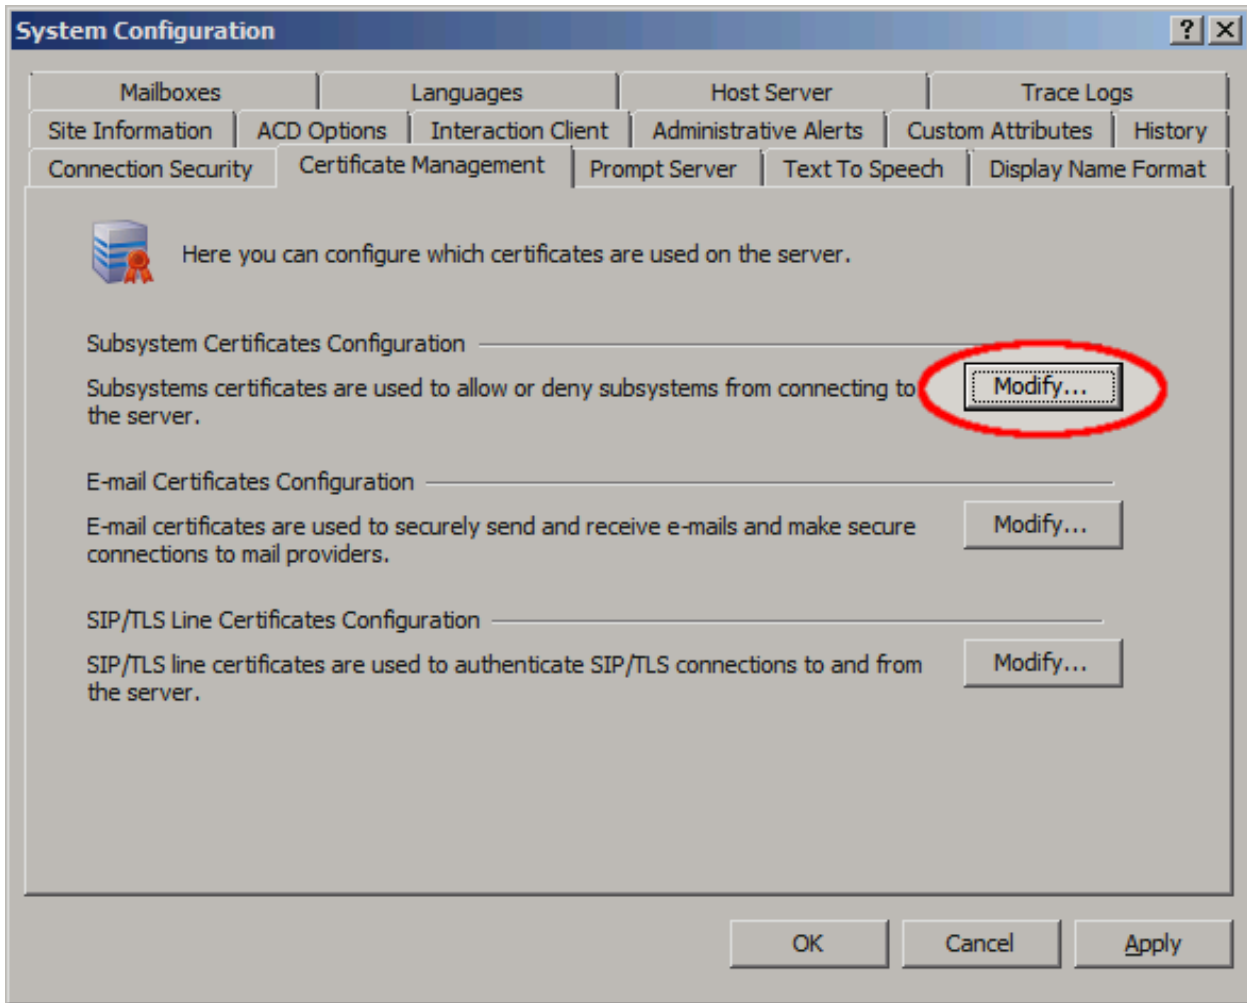 System Configuration
Mailboxes Languages Host Server Trace Logs
Site Information ACD Options Interaction Client Administrative Alerts Custom Attributes History
Connection Security Certificate Management Prompt Server Text To Speech Display Name Format
Here you can configure which certificates are used on the server.
Subsystem Certificates Configuration
Subsystems certificates are used to allow or deny subsystems from connecting to
the server.
Modify...
E-mail Certificates Configuration
E-mail certificates are used to securely send and receive e-mails and make secure
connections to mail providers.
Modify...
SIP/TLS Line Certificates Configuration
SIP/TLS line certificates are used to authenticate SIP/TLS connections to and from
the server.
Modify...
OK Cancel Apply